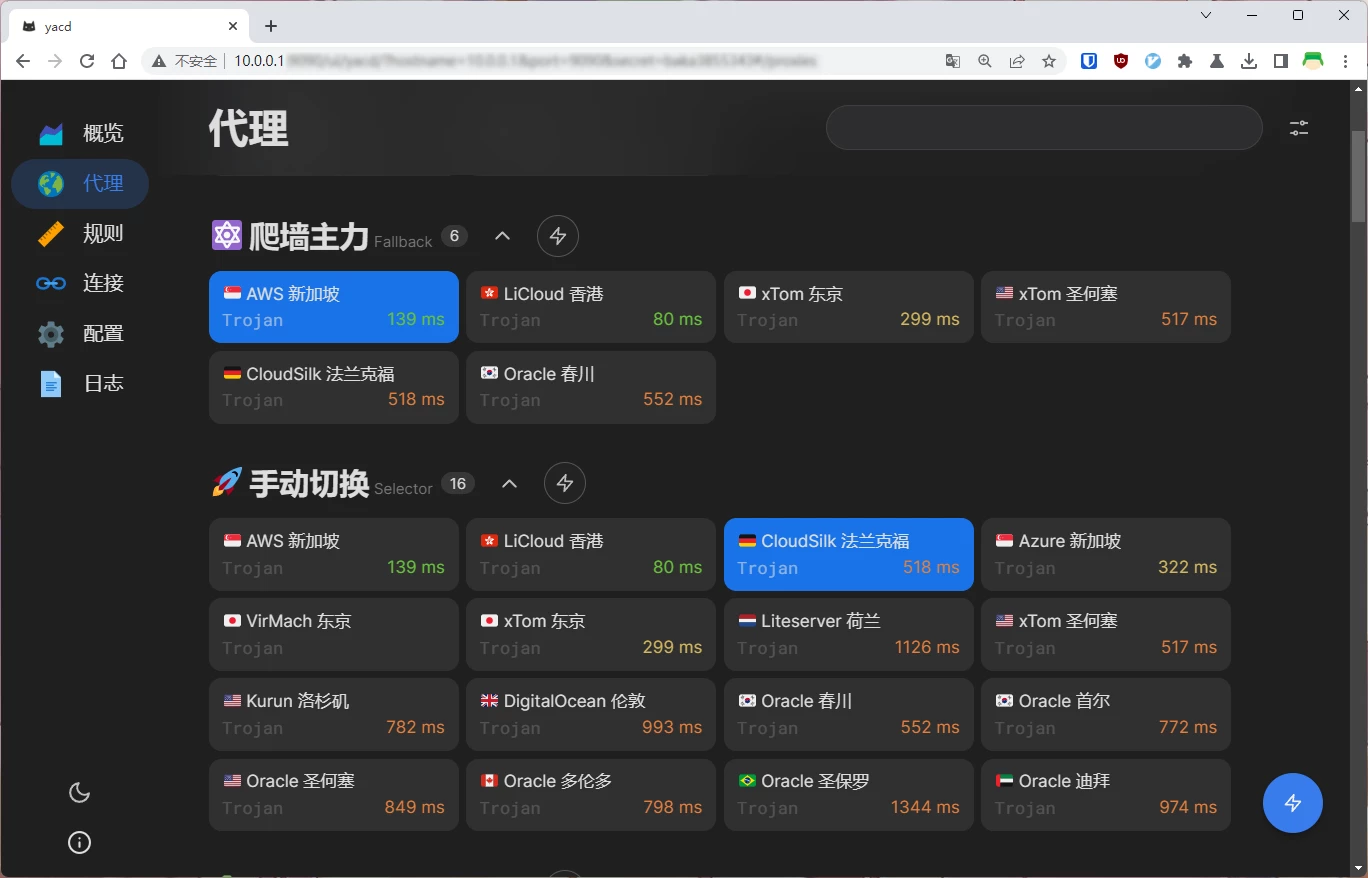 yacd
不安全 10.0.0.1
代理
概览
代理
规则
连接
配置
日志
爬墙主力 Fallback 6
AWS 新加坡
Trojan 139 ms
LiCloud 香港
Trojan 80 ms
xTom 东京
Trojan 299 ms
xTom 圣何塞
Trojan 517 ms
CloudSilk 法兰克福
Trojan 518 ms
Oracle 春川
Trojan 552 ms
手动切换 Selector 16
AWS 新加坡
Trojan 139 ms
LiCloud 香港
Trojan 80 ms
CloudSilk 法兰克福
Trojan 518 ms
Azure 新加坡
Trojan 322 ms
VirMach 东京
Trojan
xTom 东京
Trojan 299 ms
Liteserver 荷兰
Trojan 1126 ms
xTom 圣何塞
Trojan 517 ms
Kurun 洛杉矶
Trojan 782 ms
DigitalOcean 伦敦
Trojan 993 ms
Oracle 春川
Trojan 552 ms
Oracle 首尔
Trojan 772 ms
Oracle 圣何塞
Trojan 849 ms
Oracle 多伦多
Trojan 798 ms
Oracle 圣保罗
Trojan 1344 ms
Oracle 迪拜
Trojan 974 ms